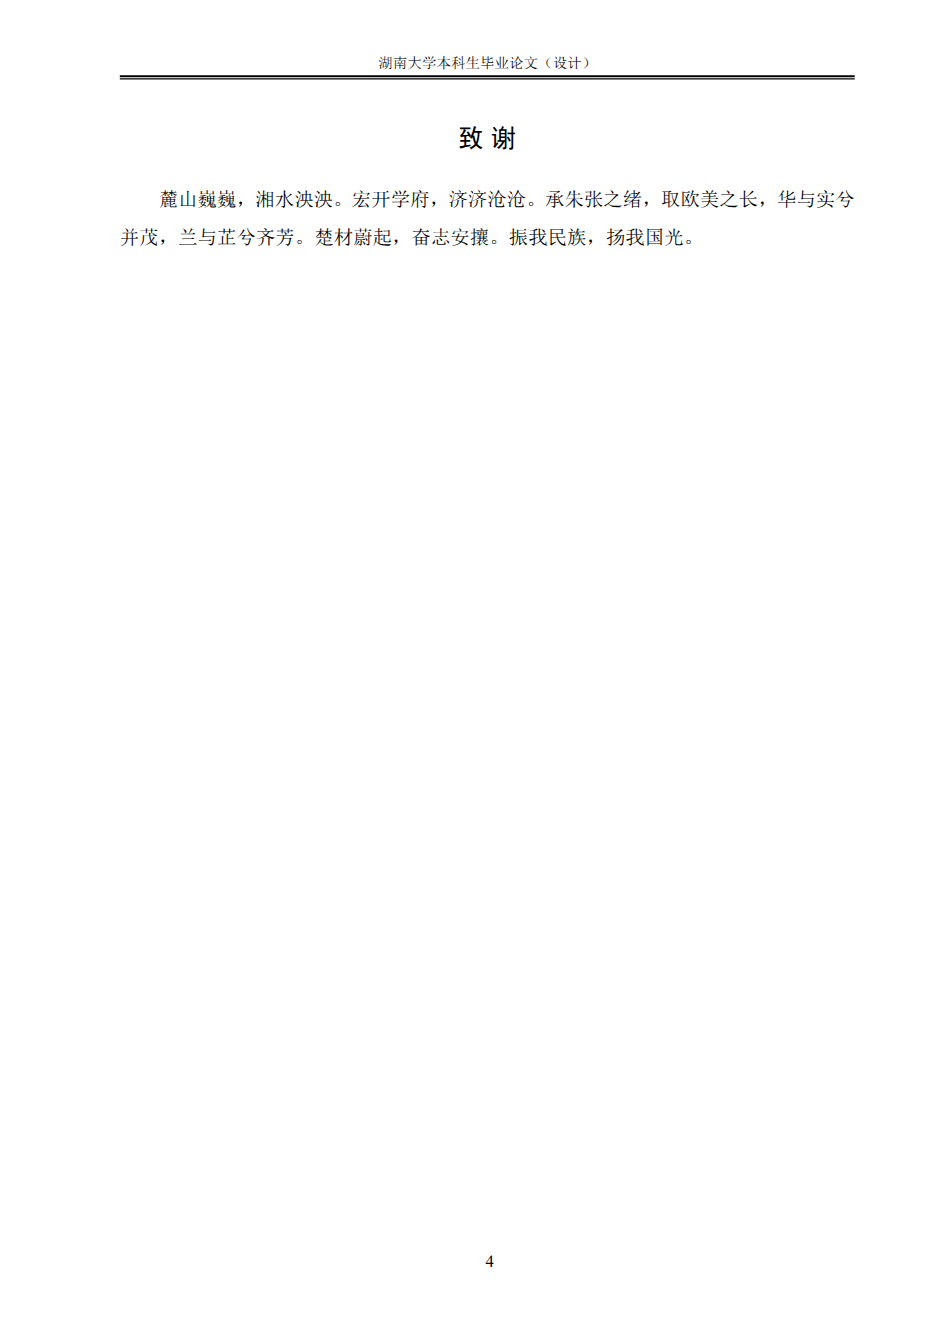 湖南大学本科生毕业论文（设计）
致 谢
麓山巍巍，湘水泱泱。宏开学府，济济沧沧。承朱张之绪，取欧美之长，华与实兮
并茂，兰与芷兮齐芳。楚材蔚起，奋志安攘。振我民族，扬我国光。
4